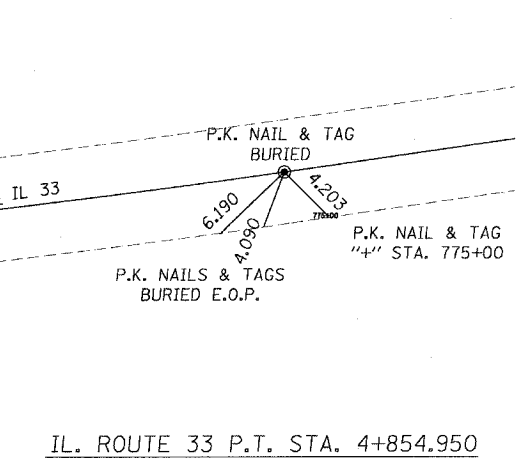 P.K. NAIL & TAG
BURIED
IL 33
6.190
4.090
4.203
775+00
P.K. NAIL & TAG
"+" STA. 775+00
P.K. NAILS & TAGS
BURIED E.O.P.
IL. ROUTE 33 P.T. STA. 4+854.950